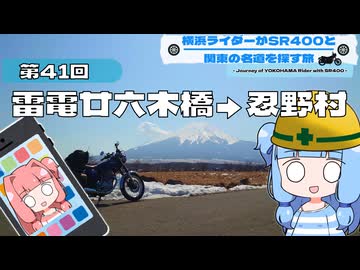 横浜ライダーがSR400と
関東の名道を探す旅
- Journey of YOKOHAMA Rider with SR400 -
第41回
雷電廿六木橋→忍野村